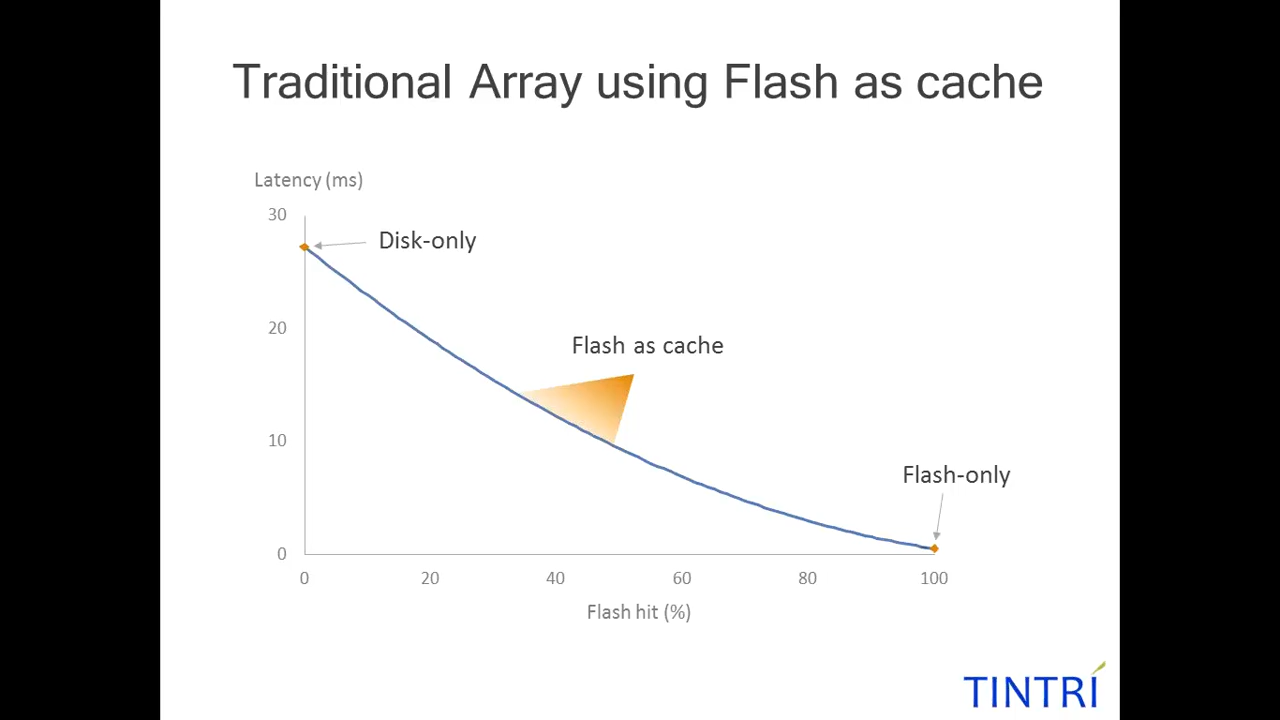 Traditional Array using Flash as cache
Latency (ms)
30
Disk-only
20
Flash as cache
10
Flash-only
0
0 20 40 60 80 100
Flash hit (%)
TINTRÍ